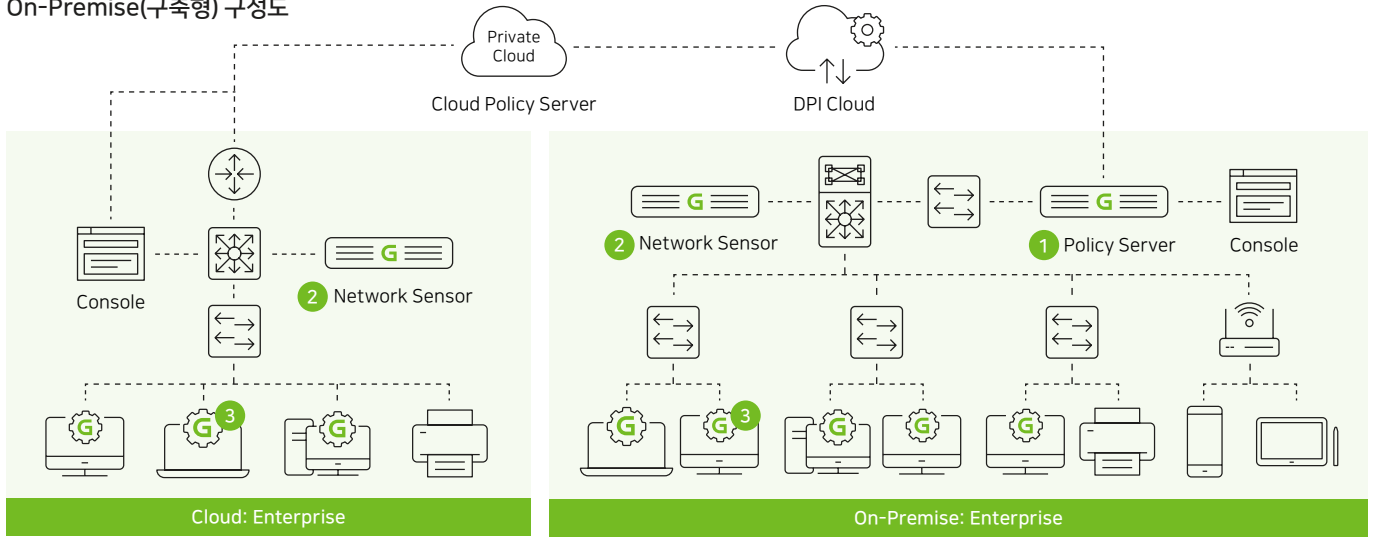 On-Premise(구축형) 구성도
Private
Cloud
Cloud Policy Server
DPI Cloud
Console
G
2 Network Sensor
G
G 3
G
Cloud: Enterprise
G
2 Network Sensor
G
1 Policy Server
Console
G
G 3
G
G
G
On-Premise: Enterprise